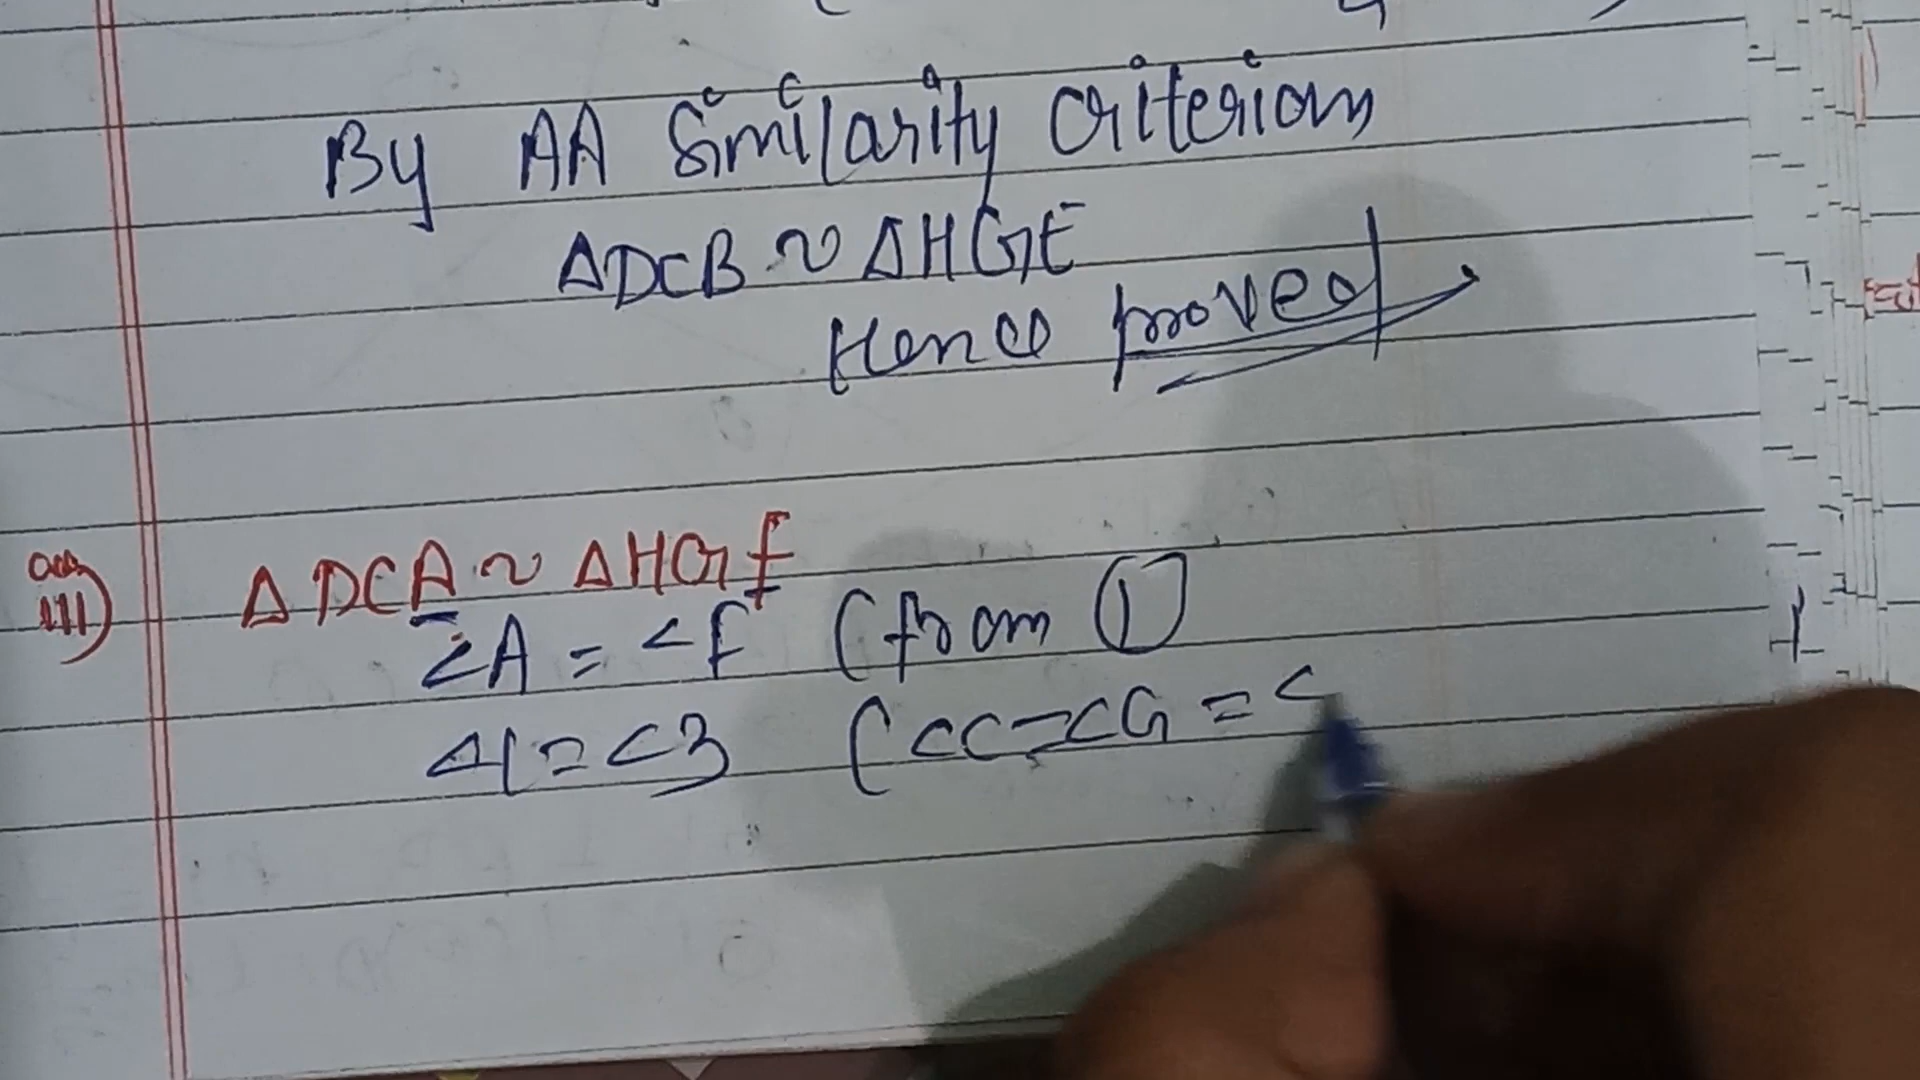 By AA Similarity Criterion
ΔDCB ~ ΔHGE
Hence proved
iii) ΔDCA ~ ΔHGF
∠A = ∠F (from ①
∠1 = ∠3 (∠C = ∠G = ∠